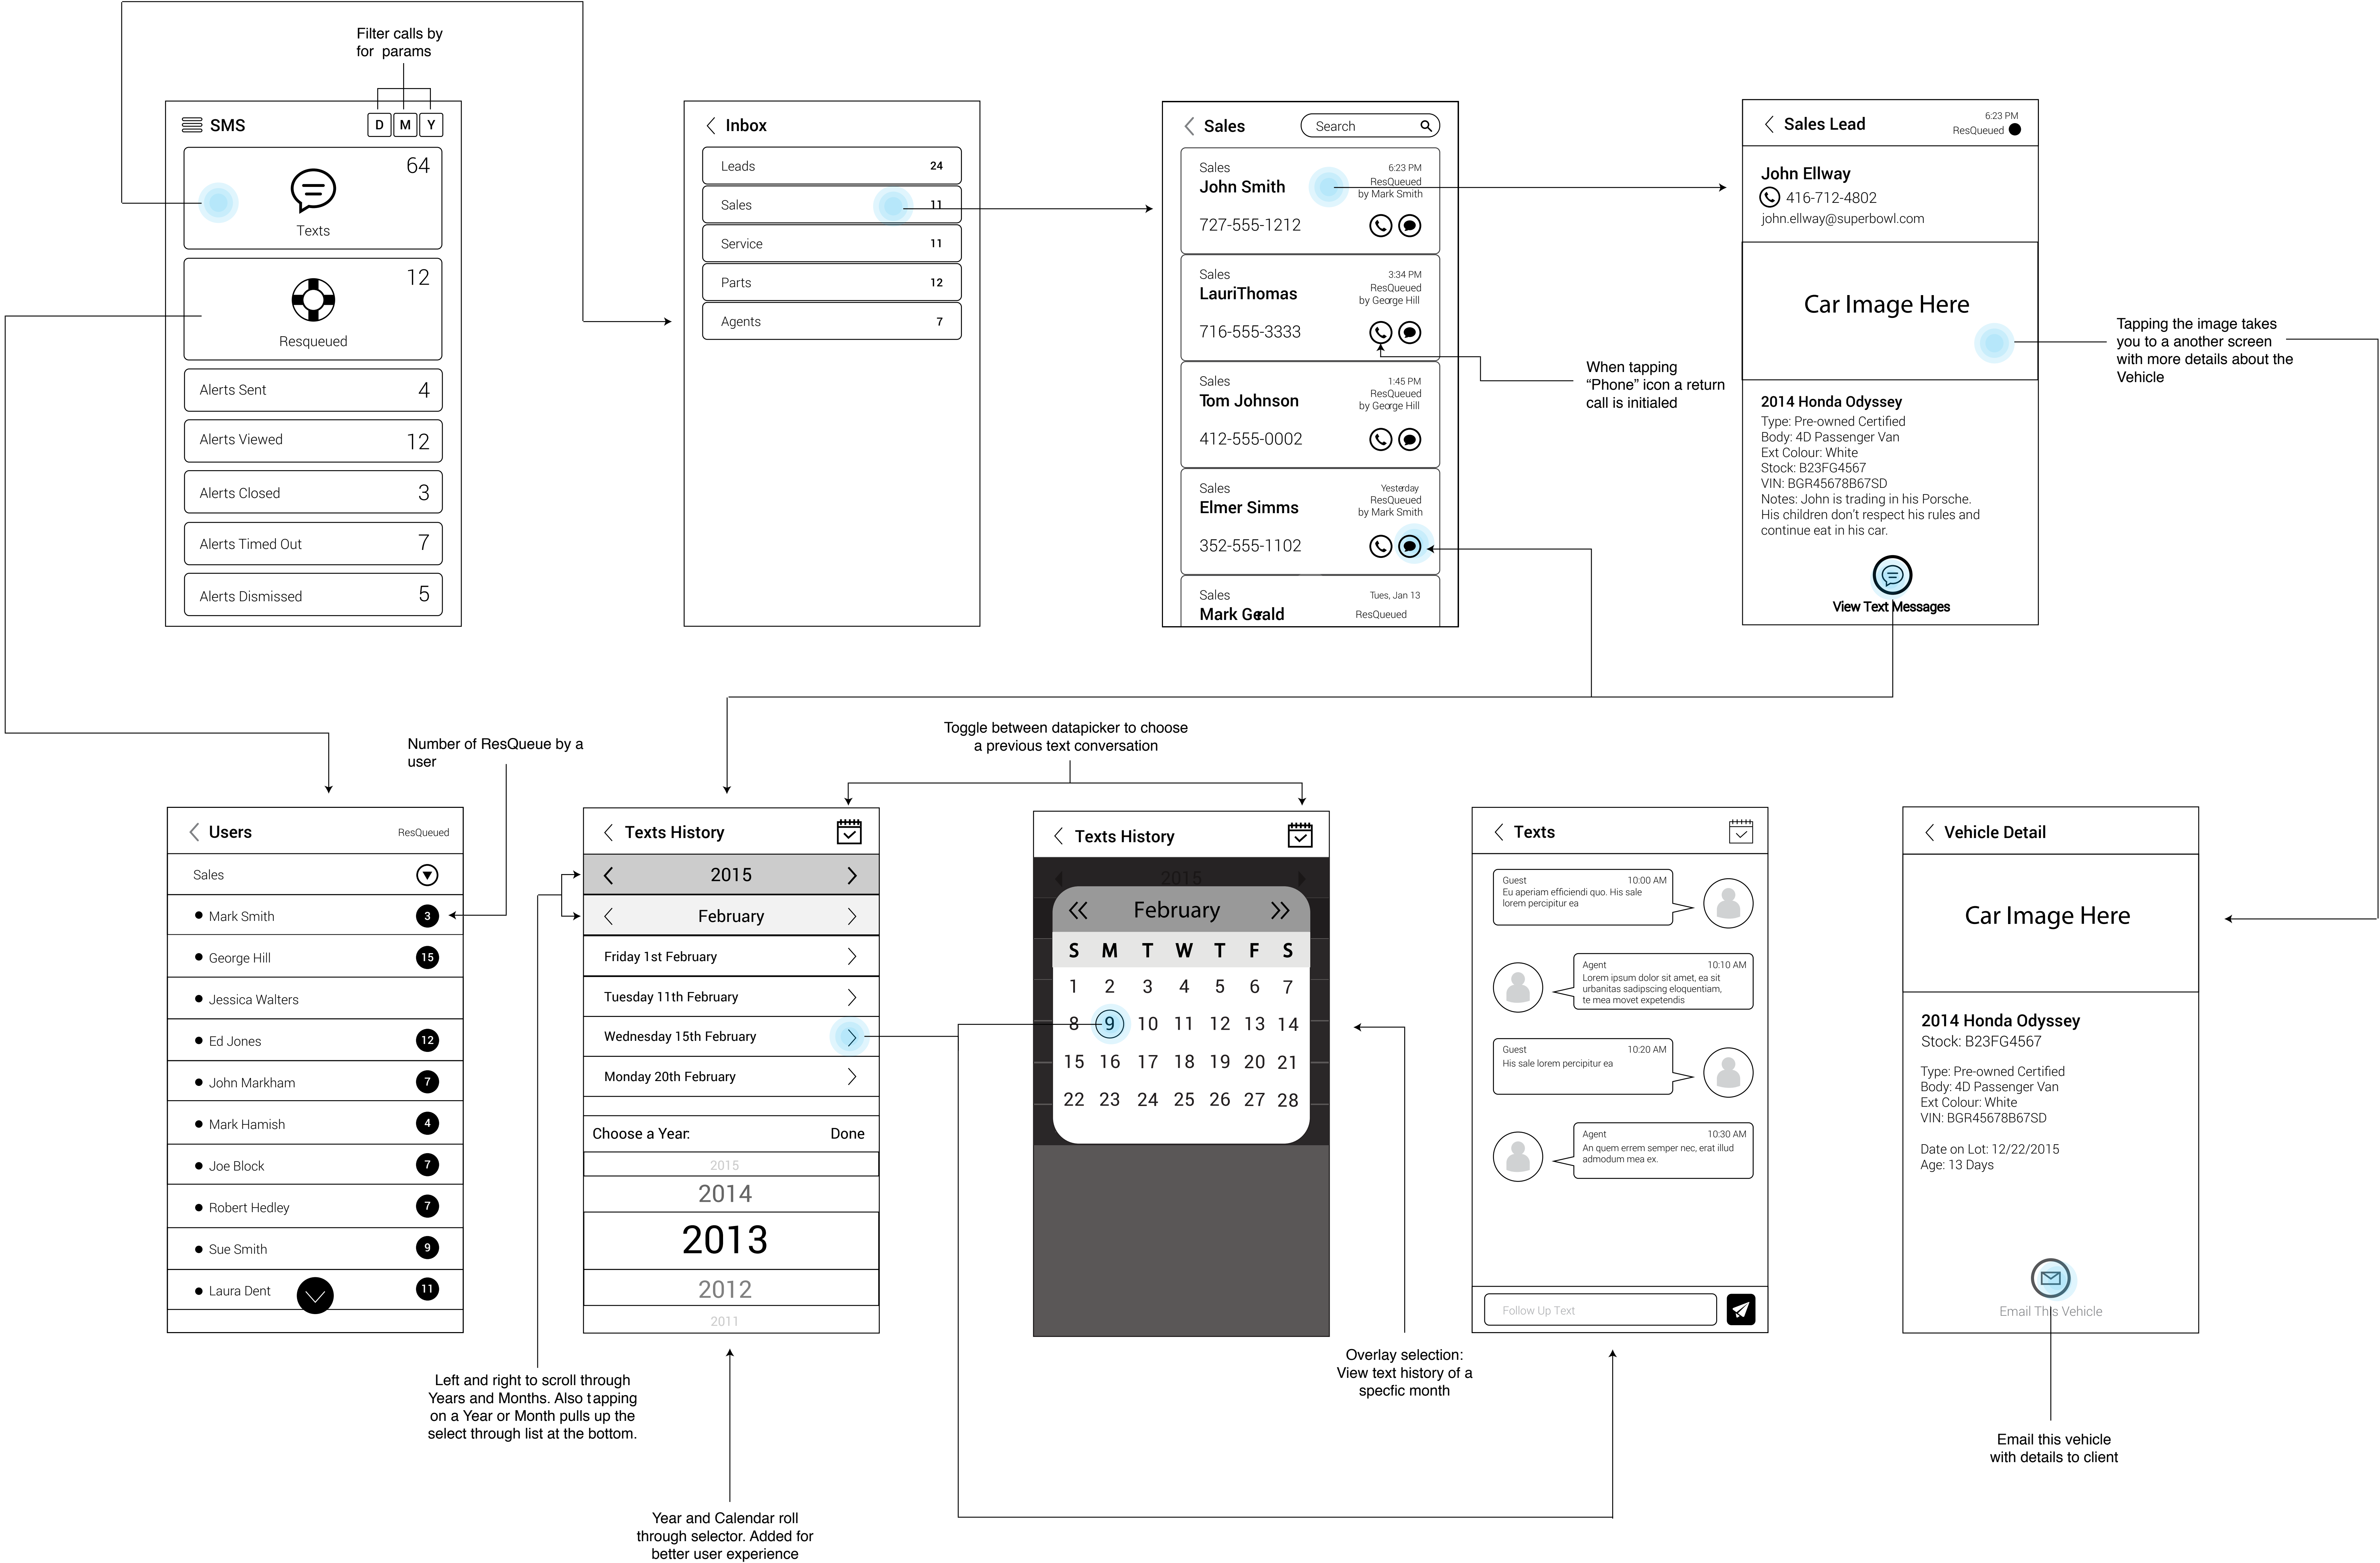 Filter calls by
for params
SMS
D M Y
64
Texts
12
Resqueued
Alerts Sent 4
Alerts Viewed 12
Alerts Closed 3
Alerts Timed Out 7
Alerts Dismissed 5
Inbox
Leads 24
Sales 11
Service 11
Parts 12
Agents 7
Sales Search
Sales 6:23 PM
John Smith ResQueued
by Mark Smith
727-555-1212
Sales 3:34 PM
LauriThomas ResQueued
by George Hill
716-555-3333
Sales 1:45 PM
Tom Johnson ResQueued
by George Hill
412-555-0002
Sales Yesterday
Elmer Simms ResQueued
by Mark Smith
352-555-1102
Sales Tues, Jan 13
Mark Gerald ResQueued
When tapping
“Phone” icon a return
call is initialed
Sales Lead 6:23 PM
ResQueued
John Ellway
416-712-4802
john.ellway@superbowl.com
Car Image Here
2014 Honda Odyssey
Type: Pre-owned Certified
Body: 4D Passenger Van
Ext Colour: White
Stock: B23FG4567
VIN: BGR45678B67SD
Notes: John is trading in his Porsche.
His children don’t respect his rules and
continue eat in his car.
View Text Messages
Tapping the image takes
you to a another screen
with more details about the
Vehicle
Number of ResQueue by a
user
Users ResQueued
Sales
Mark Smith 3
George Hill 15
Jessica Walters
Ed Jones 12
John Markham 7
Mark Hamish 4
Joe Block 7
Robert Hedley 7
Sue Smith 9
Laura Dent 11
Toggle between datapicker to choose
a previous text conversation
Texts History
2015
February
Friday 1st February
Tuesday 11th February
Wednesday 15th February
Monday 20th February
Choose a Year: Done
2015
2014
2013
2012
2011
Left and right to scroll through
Years and Months. Also tapping
on a Year or Month pulls up the
select through list at the bottom.
Year and Calendar roll
through selector. Added for
better user experience
Texts History
2015
February
S M T W T F S
1 2 3 4 5 6 7
8 9 10 11 12 13 14
15 16 17 18 19 20 21
22 23 24 25 26 27 28
Overlay selection:
View text history of a
specfic month
Texts
Guest 10:00 AM
Eu aperiam efficiendi quo. His sale
lorem percipitur ea
Agent 10:10 AM
Lorem ipsum dolor sit amet, ea sit
urbanitas sadipscing eloquentiam,
te mea movet expetendis
Guest 10:20 AM
His sale lorem percipitur ea
Agent 10:30 AM
An quem errem semper nec, erat illud
admodum mea ex.
Follow Up Text
Vehicle Detail
Car Image Here
2014 Honda Odyssey
Stock: B23FG4567
Type: Pre-owned Certified
Body: 4D Passenger Van
Ext Colour: White
VIN: BGR45678B67SD
Date on Lot: 12/22/2015
Age: 13 Days
Email This Vehicle
Email this vehicle
with details to client